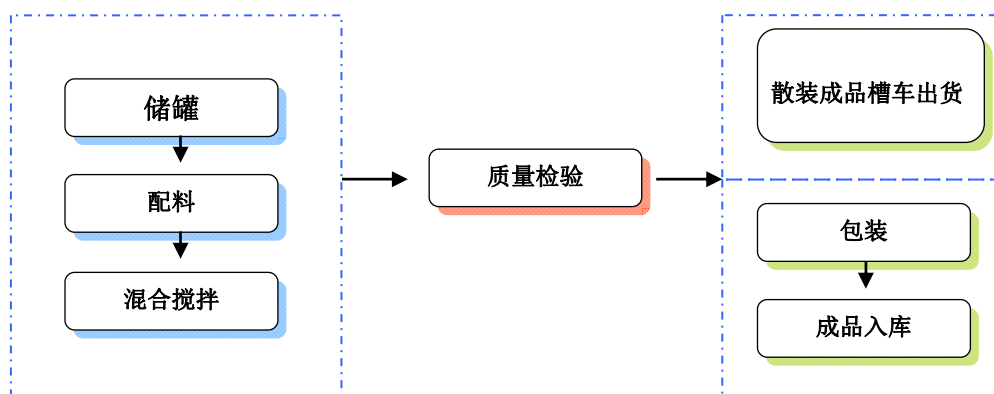 储罐
配料
混合搅拌
质量检验
散装成品槽车出货
包装
成品入库